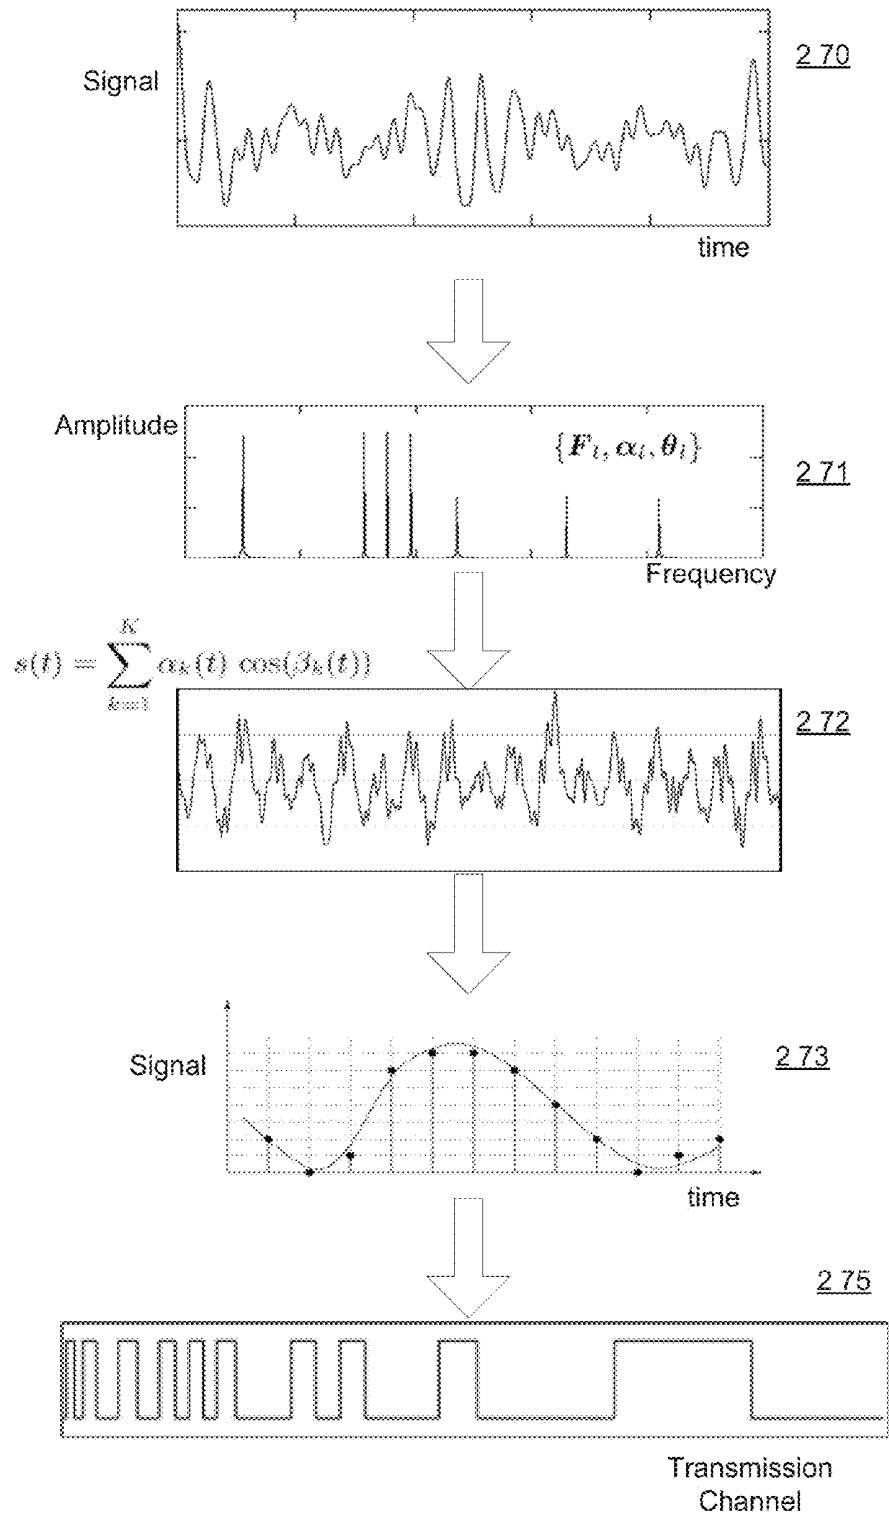 Signal
2 70
time
Amplitude
{F_l, α_l, θ_l}
2 71
Frequency
s(t) = ∑_{k=1}^{K} α_k(t) cos(β_k(t))
2 72
Signal
2 73
time
2 75
Transmission
Channel